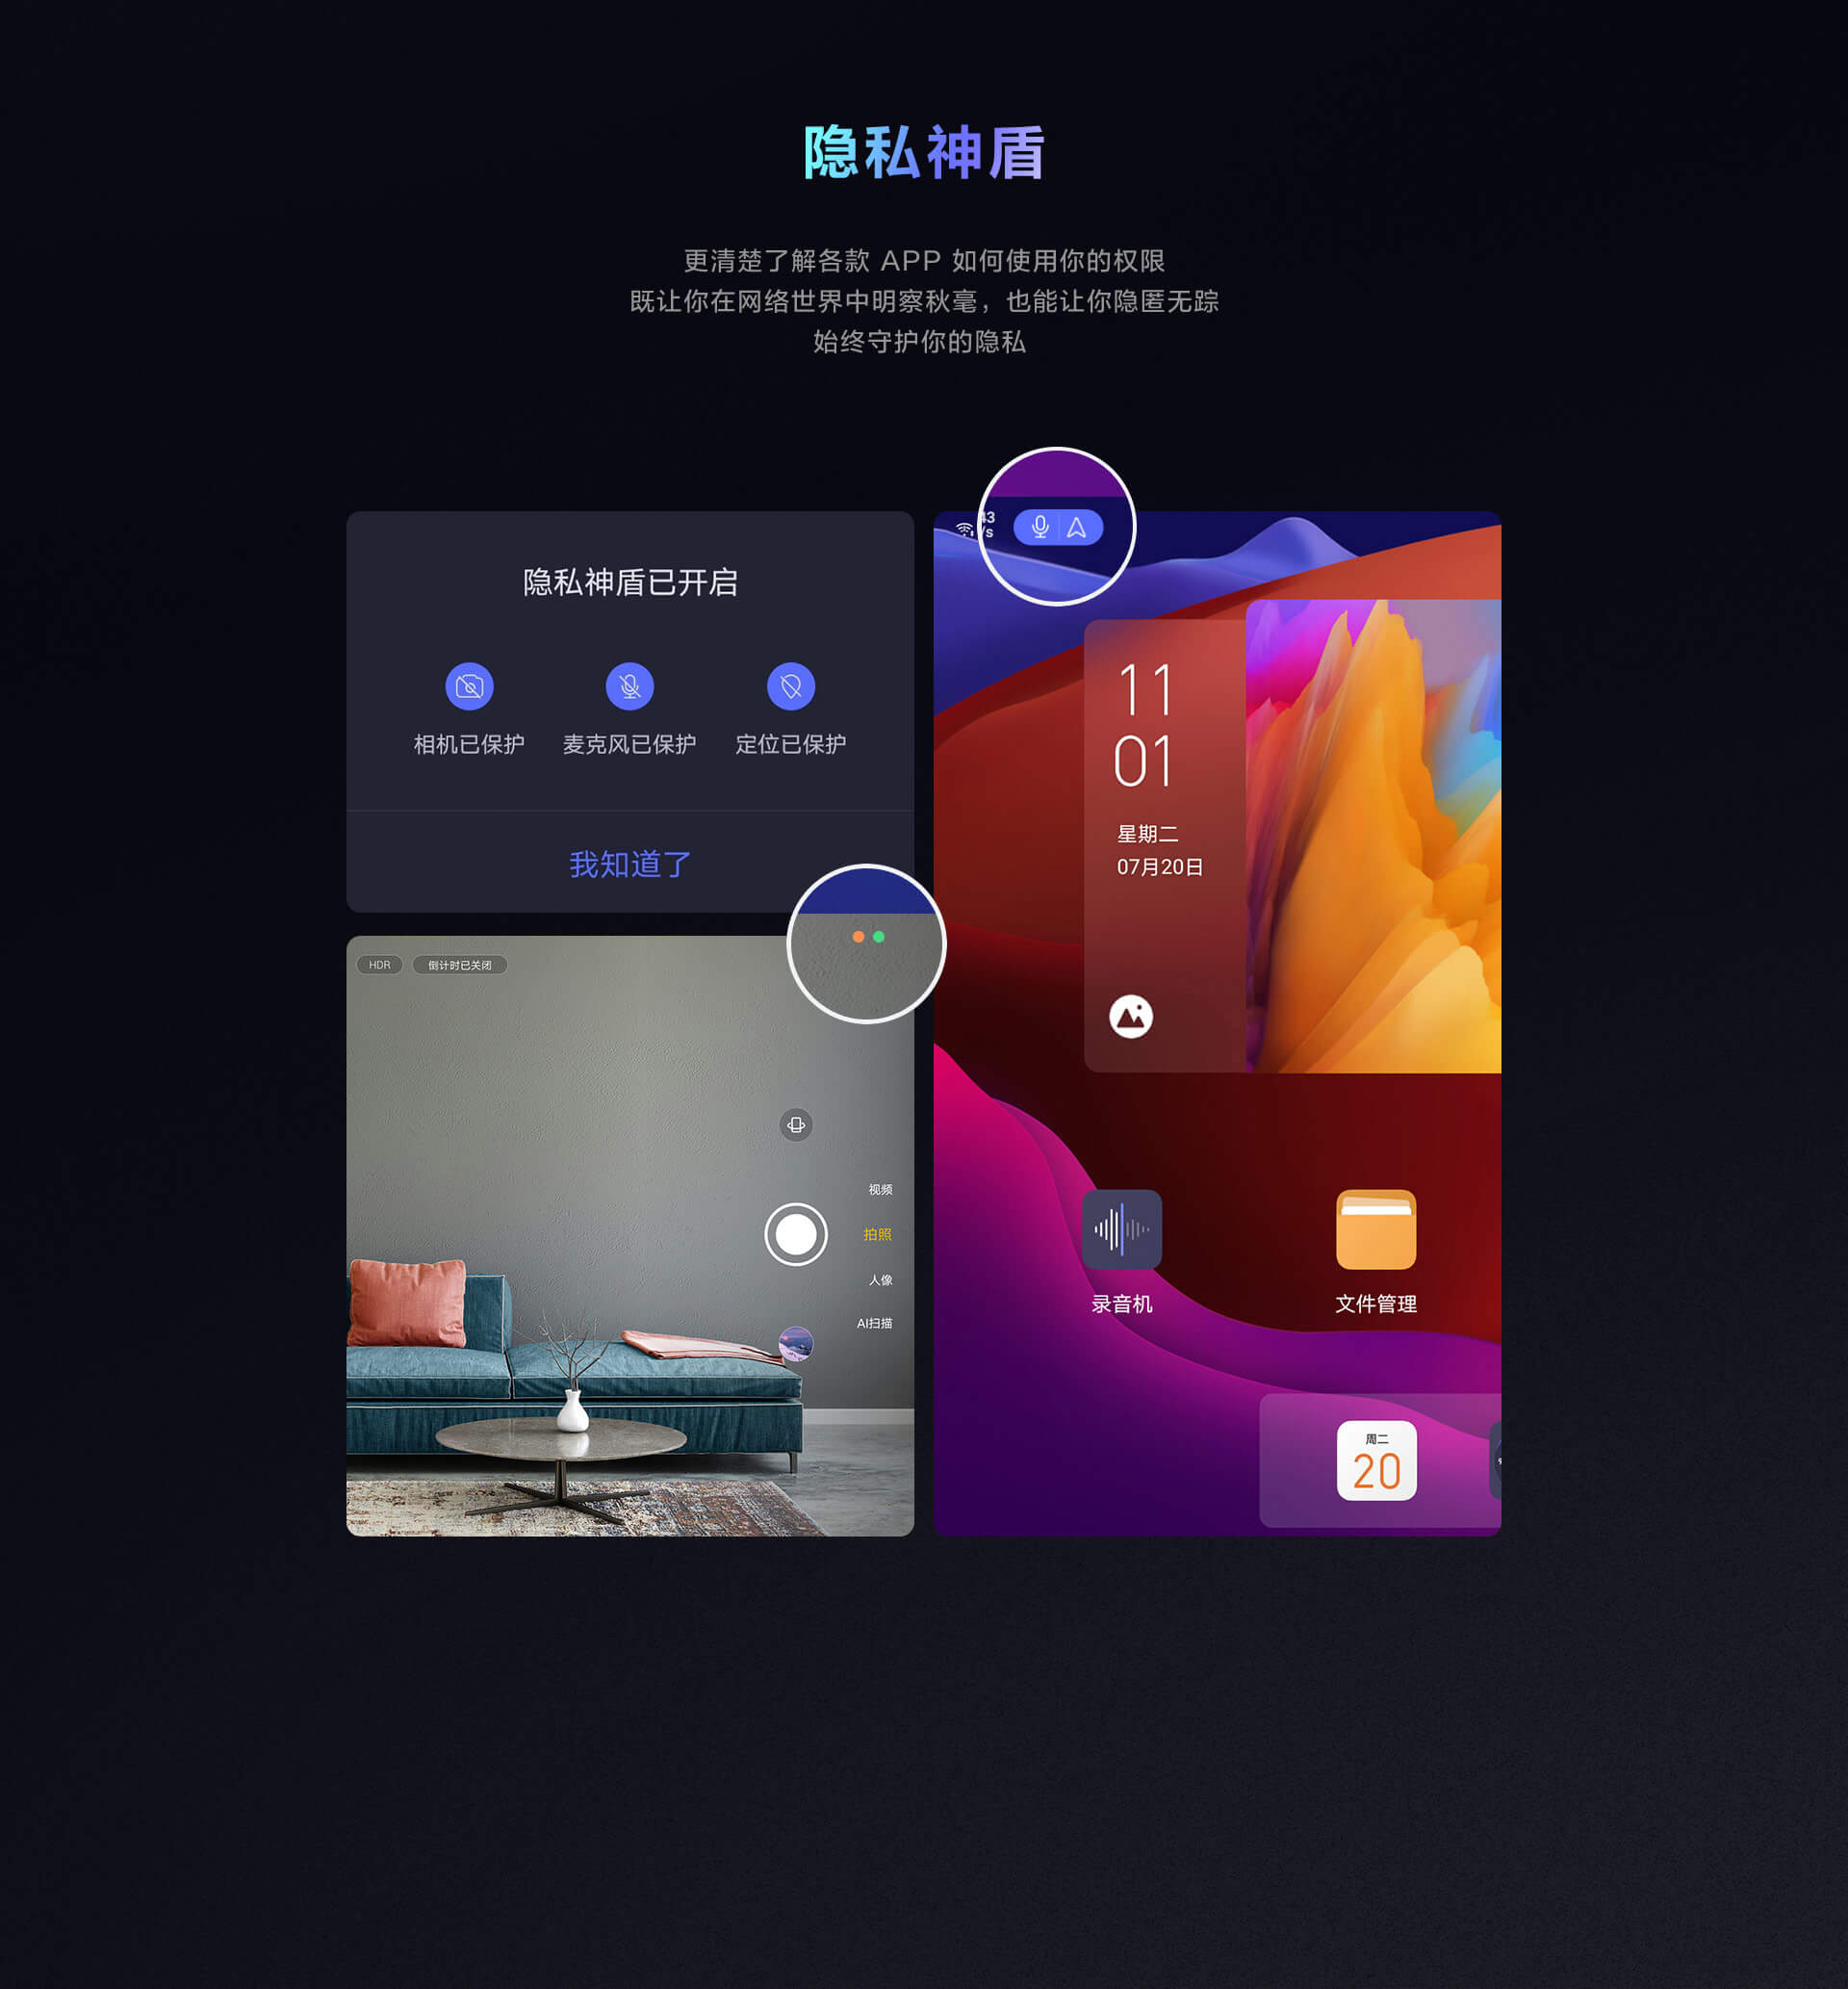 隐私神盾
更清楚了解各款 APP 如何使用你的权限
既让你在网络世界中明察秋毫，也能让你隐匿无踪
始终守护你的隐私
隐私神盾已开启
相机已保护
麦克风已保护
定位已保护
我知道了
HDR
倒计时已关闭
视频
拍照
人像
AI扫描
43
/s
11
01
星期二
07月20日
录音机
文件管理
周二
20